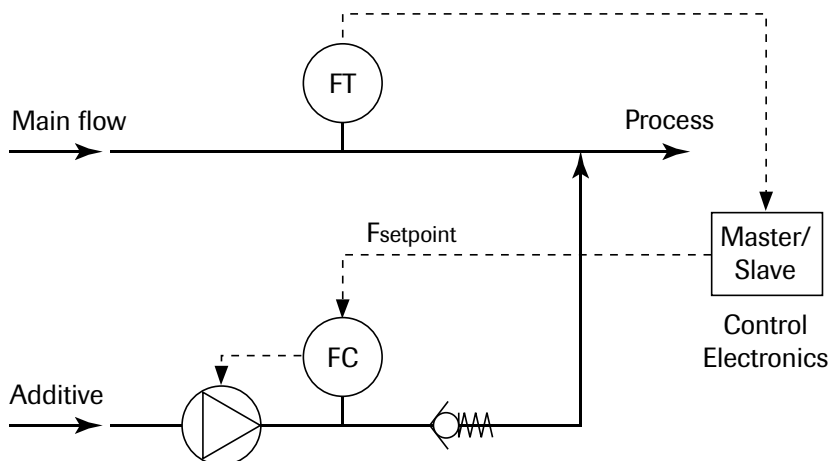 FT
Main flow
Process
Fsetpoint
Master/
Slave
FC
Control
Electronics
Additive